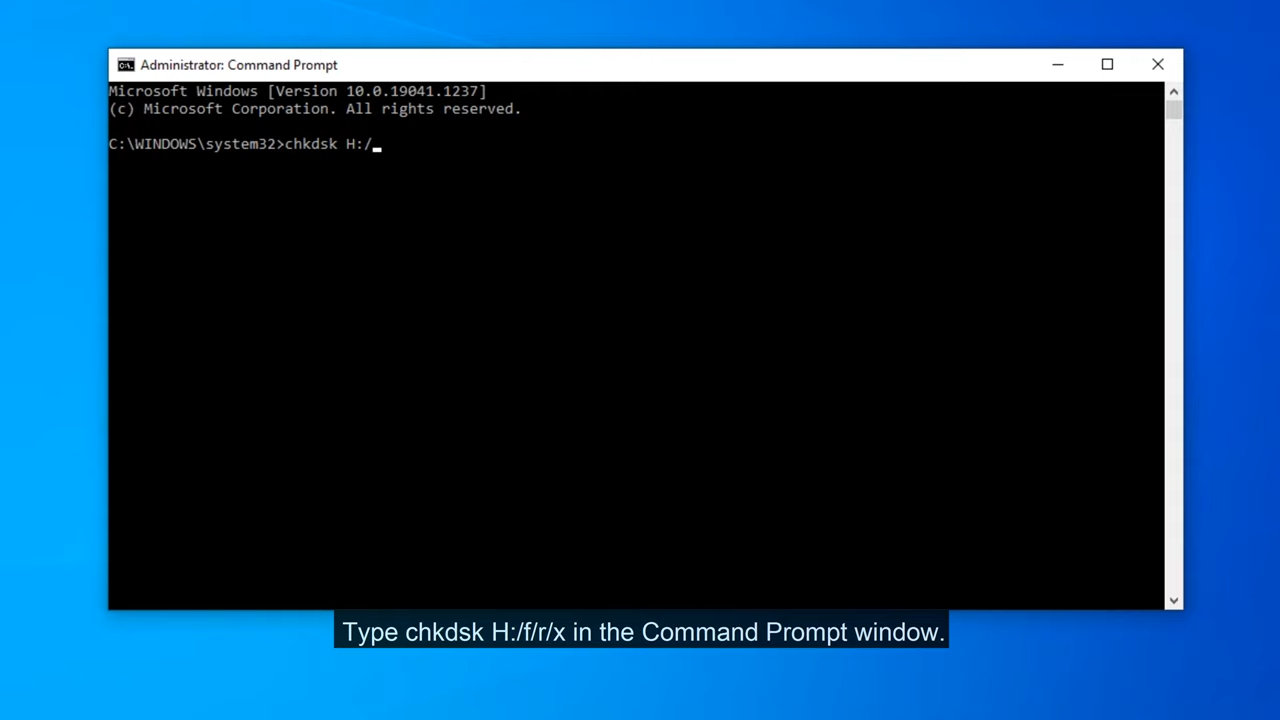 Administrator: Command Prompt
Microsoft Windows [Version 10.0.19041.1237]
(c) Microsoft Corporation. All rights reserved.
C:\WINDOWS\system32>chkdsk H:/
Type chkdsk H:/f/r/x in the Command Prompt window.